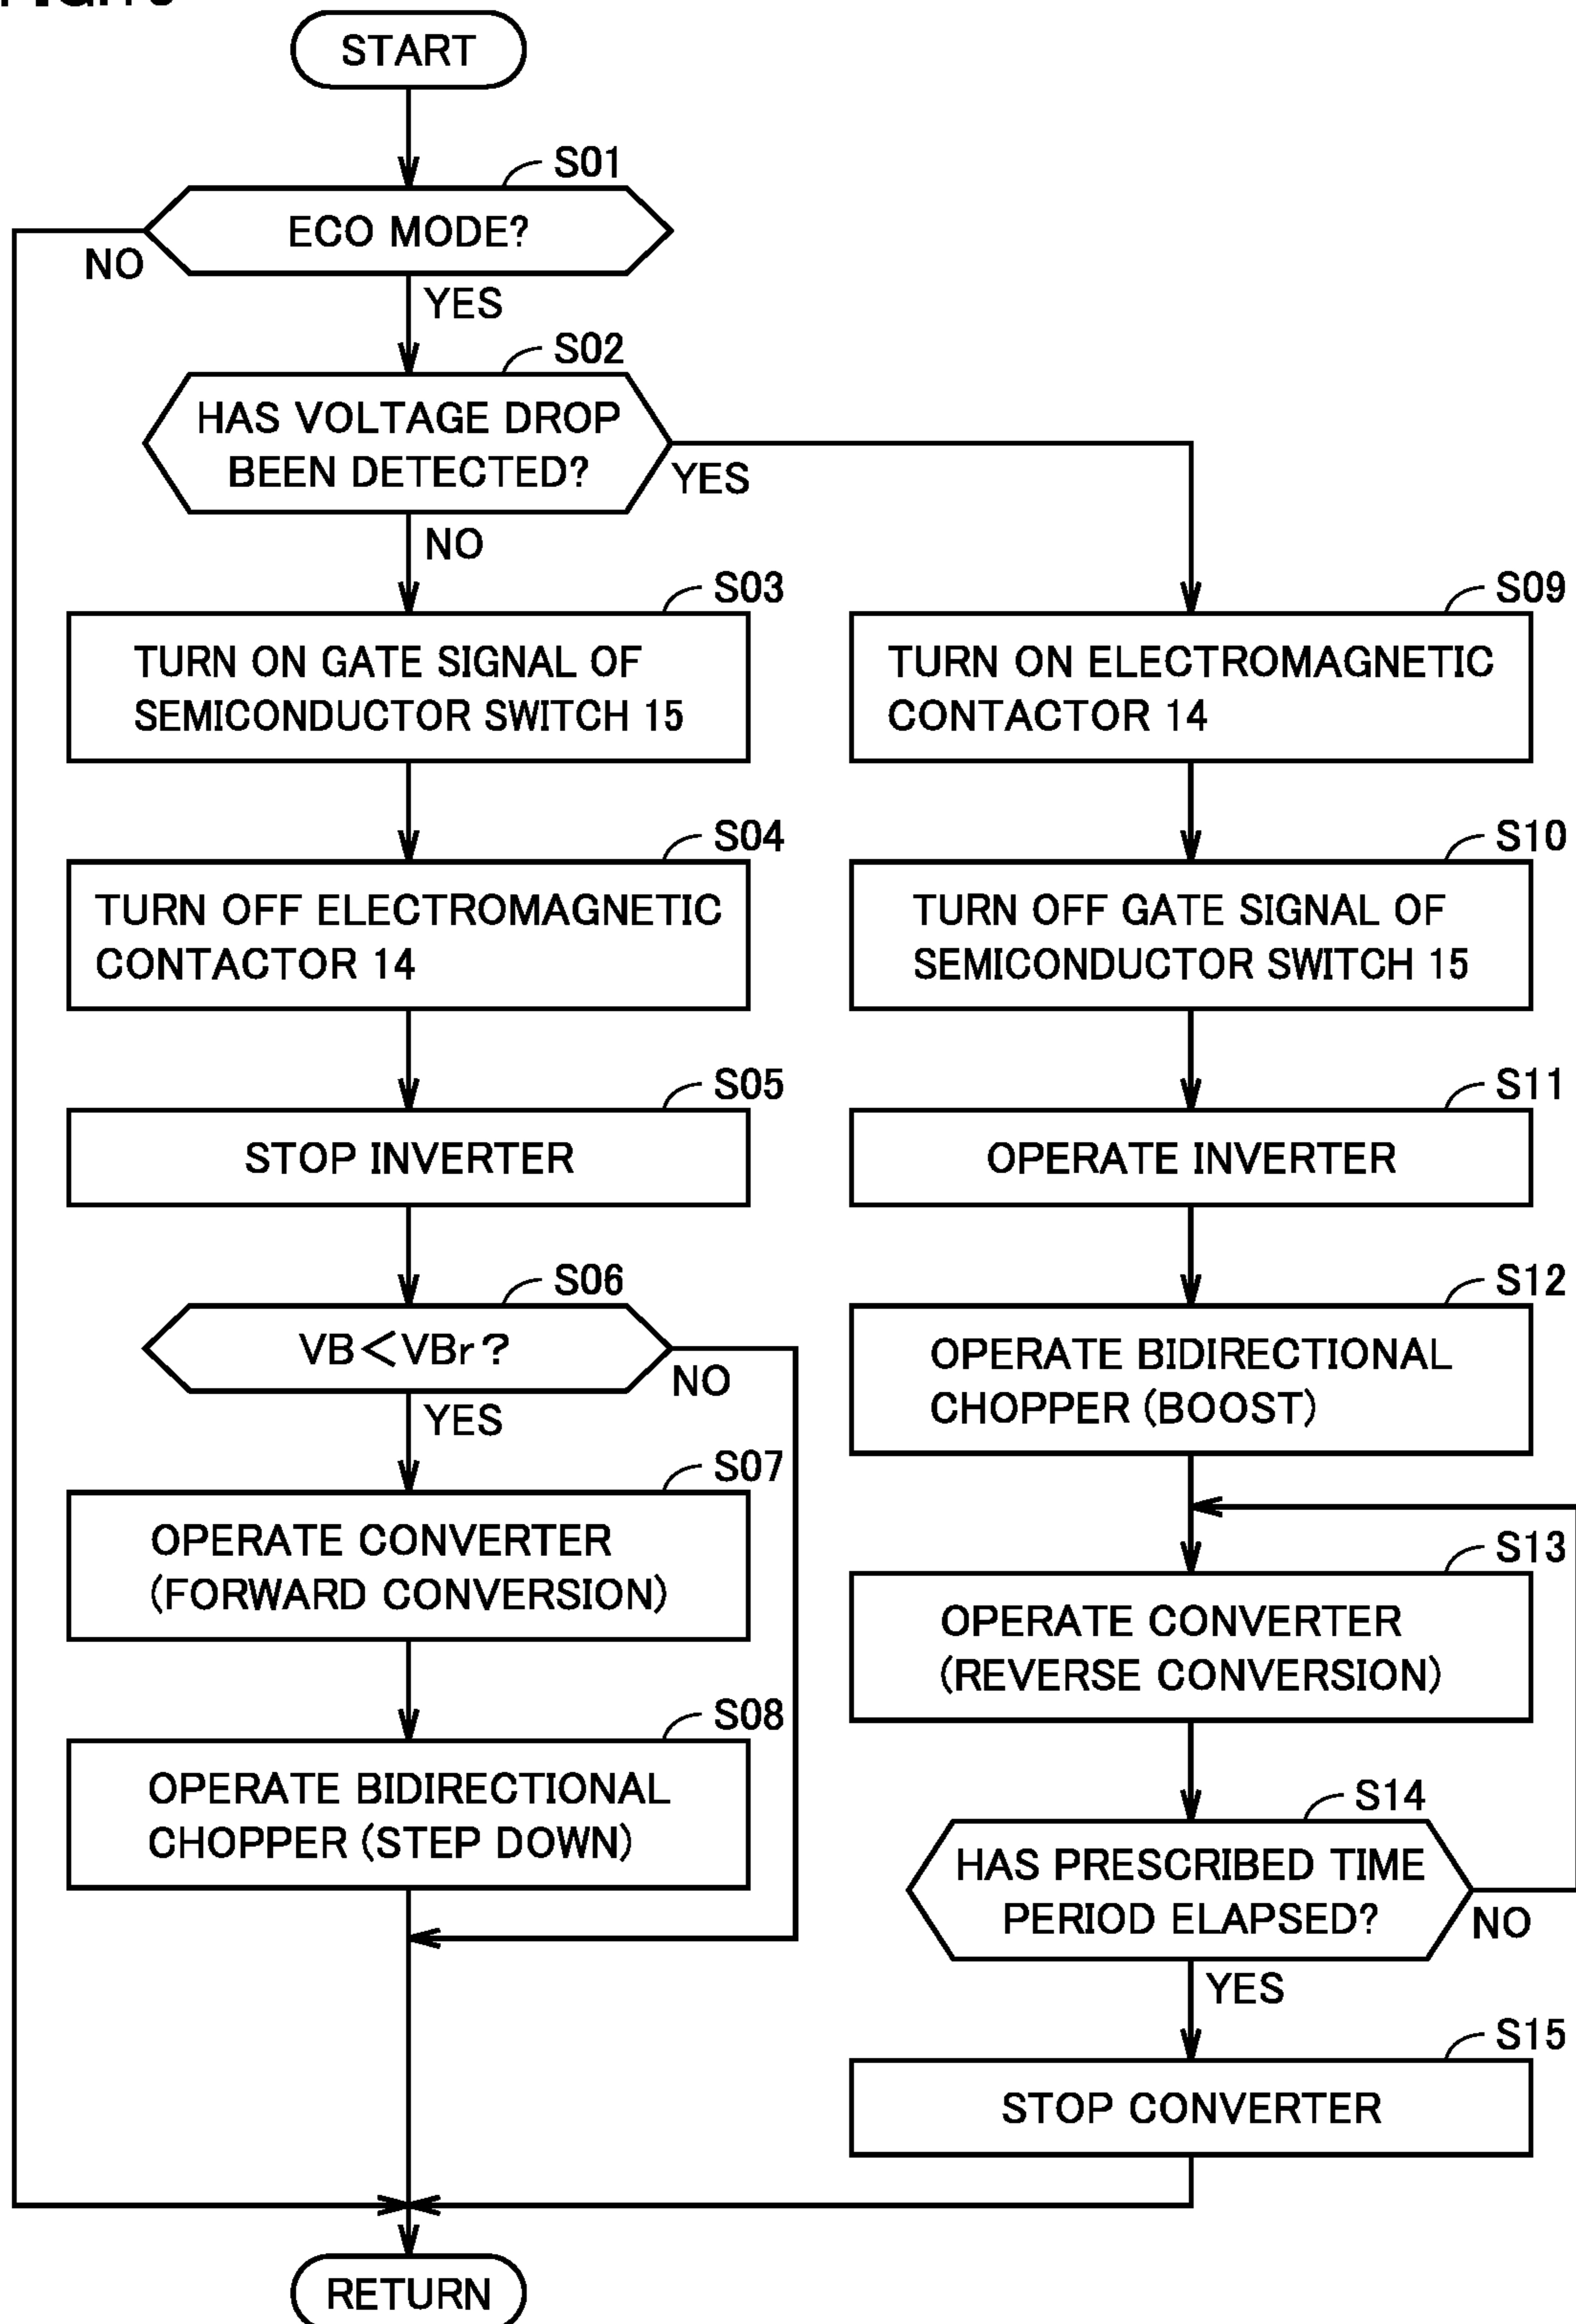 START
S01
ECO MODE?
NO
YES
S02
HAS VOLTAGE DROP
BEEN DETECTED?
YES
NO
S03
TURN ON GATE SIGNAL OF
SEMICONDUCTOR SWITCH 15
S04
TURN OFF ELECTROMAGNETIC
CONTACTOR 14
S05
STOP INVERTER
S06
VB<VBr?
NO
YES
S07
OPERATE CONVERTER
(FORWARD CONVERSION)
S08
OPERATE BIDIRECTIONAL
CHOPPER (STEP DOWN)
S09
TURN ON ELECTROMAGNETIC
CONTACTOR 14
S10
TURN OFF GATE SIGNAL OF
SEMICONDUCTOR SWITCH 15
S11
OPERATE INVERTER
S12
OPERATE BIDIRECTIONAL
CHOPPER (BOOST)
S13
OPERATE CONVERTER
(REVERSE CONVERSION)
S14
HAS PRESCRIBED TIME
PERIOD ELAPSED?
NO
YES
S15
STOP CONVERTER
RETURN